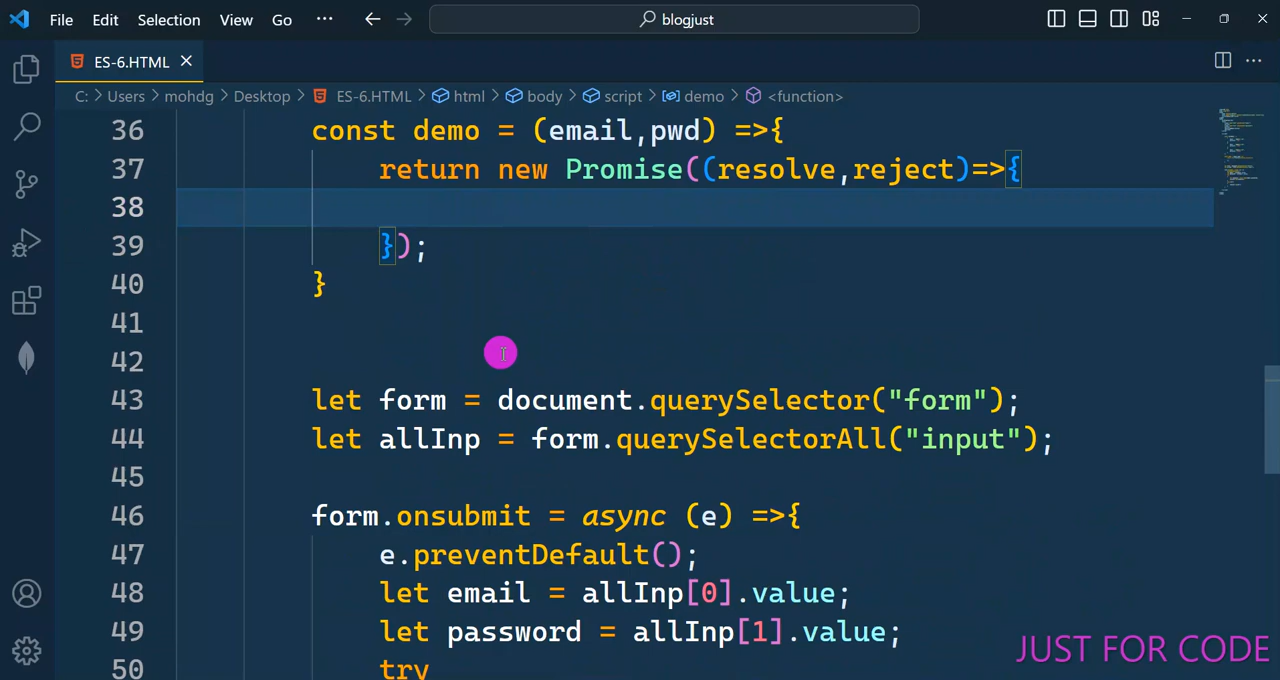 File Edit Selection View Go ··· blogjust
ES-6.HTML
C: > Users > mohdg > Desktop > ES-6.HTML > html > body > script > demo > <function>
36 const demo = (email,pwd) =>{
37 return new Promise((resolve,reject)=>{
38
39 });
40 }
41
42
43 let form = document.querySelector("form");
44 let allInp = form.querySelectorAll("input");
45
46 form.onsubmit = async (e) =>{
47 e.preventDefault();
48 let email = allInp[0].value;
49 let password = allInp[1].value;
50 try
JUST FOR CODE